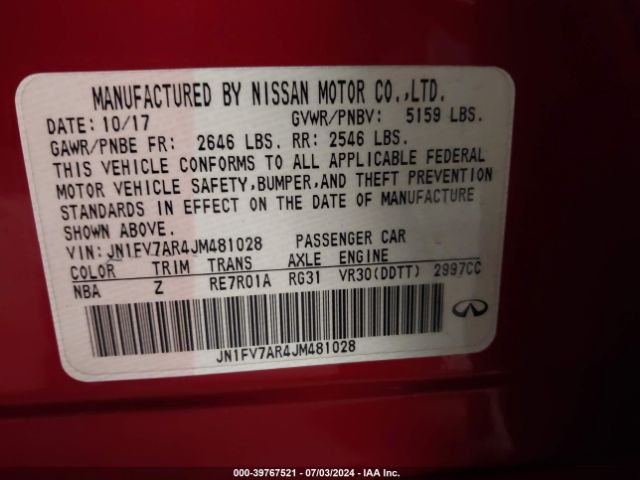 MANUFACTURED BY NISSAN MOTOR CO.,LTD.
DATE: 10/17 GVWR/PNBV: 5159 LBS.
GAWR/PNBE FR: 2646 LBS. RR: 2546 LBS.
THIS VEHICLE CONFORMS TO ALL APPLICABLE FEDERAL
MOTOR VEHICLE SAFETY,BUMPER,AND THEFT PREVENTION
STANDARDS IN EFFECT ON THE DATE OF MANUFACTURE
SHOWN ABOVE.
VIN: JN1FV7AR4JM481028 PASSENGER CAR
COLOR TRIM TRANS AXLE ENGINE
NBA Z RE7R01A RG31 VR30(DDTT) 2997CC
JN1FV7AR4JM481028
000-39767521 - 07/03/2024 - IAAI.COM